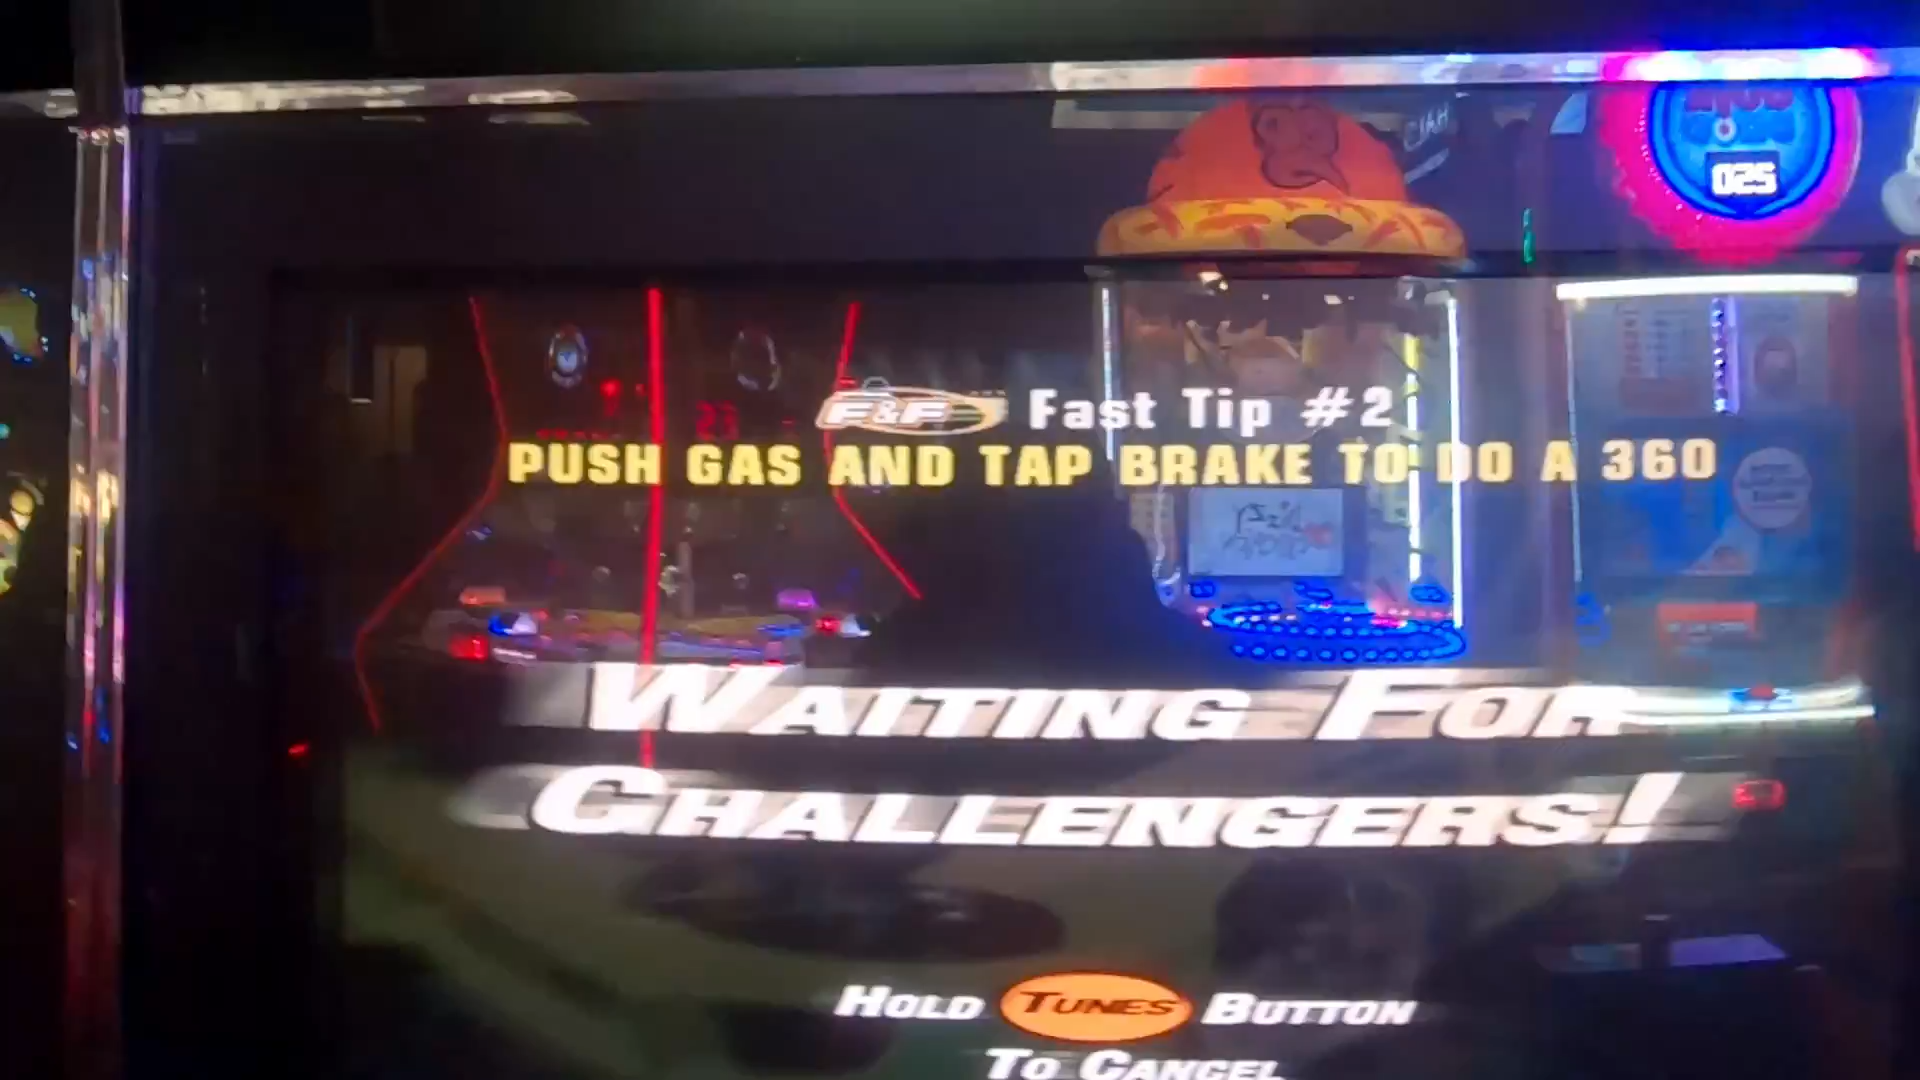 025
F&F Fast Tip #2
PUSH GAS AND TAP BRAKE TO DO A 360
WAITING FOR
CHALLENGERS!
HOLD TUNES BUTTON
TO CANCEL